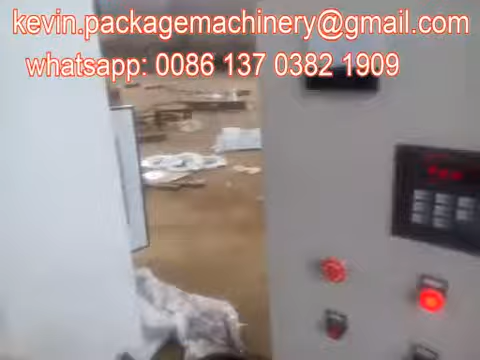 kevin.packagemachinery@gmail.com
whatsapp: 0086 137 0382 1909